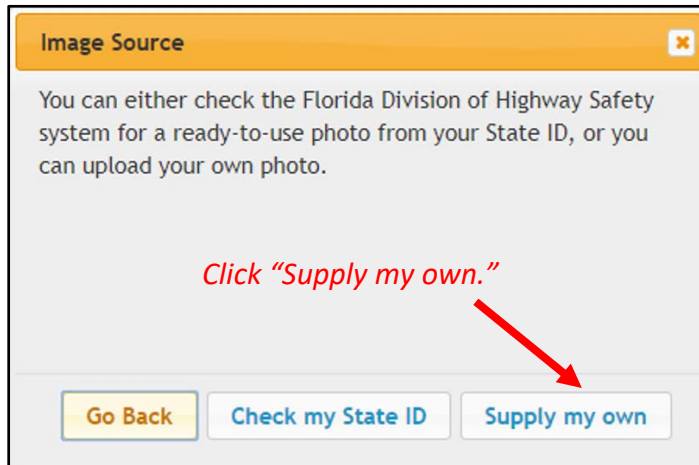 Image Source
You can either check the Florida Division of Highway Safety
system for a ready-to-use photo from your State ID, or you
can upload your own photo.
Click “Supply my own.”
Go Back Check my State ID Supply my own